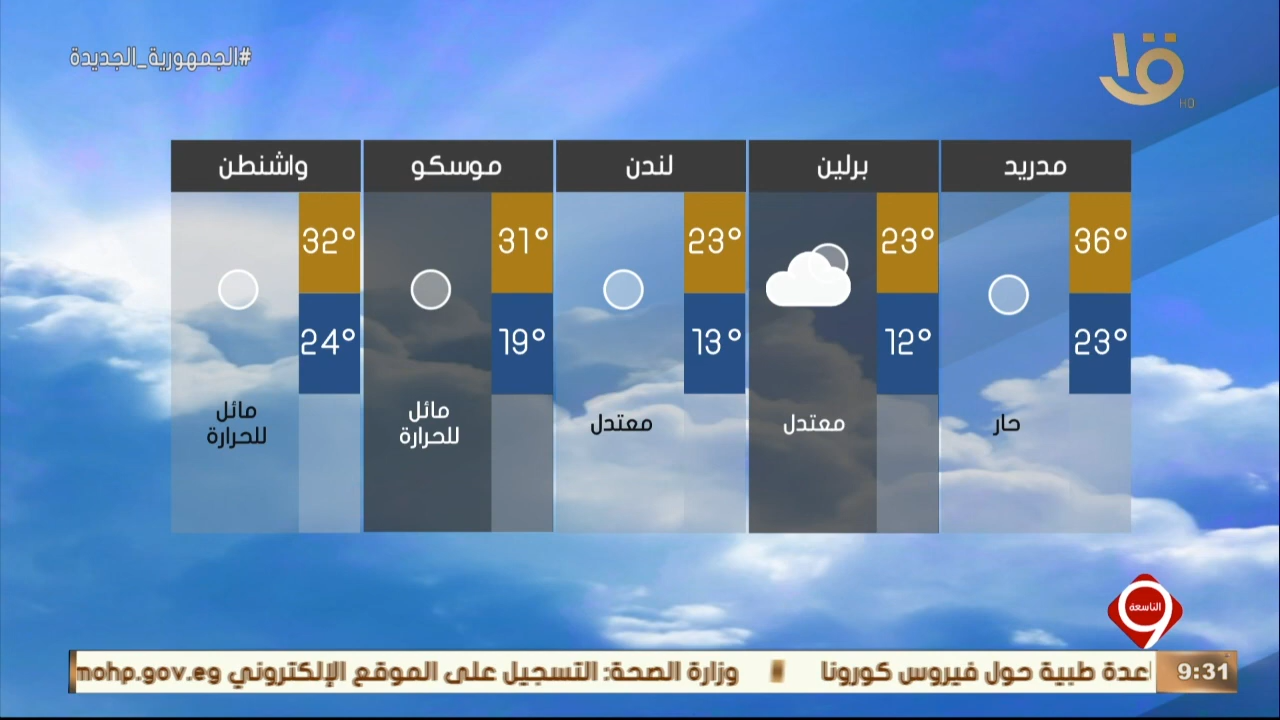 #الجمهورية_الجديدة
HD
مدريد
برلين
لندن
موسكو
واشنطن
36°
23°
23°
31°
32°
23°
12°
13°
19°
24°
حار
معتدل
معتدل
مائل
للحرارة
مائل
للحرارة
التاسعة
9
9:31
اعدة طبية حول فيروس كورونا
وزارة الصحة: التسجيل على الموقع الإلكتروني mohp.gov.eg